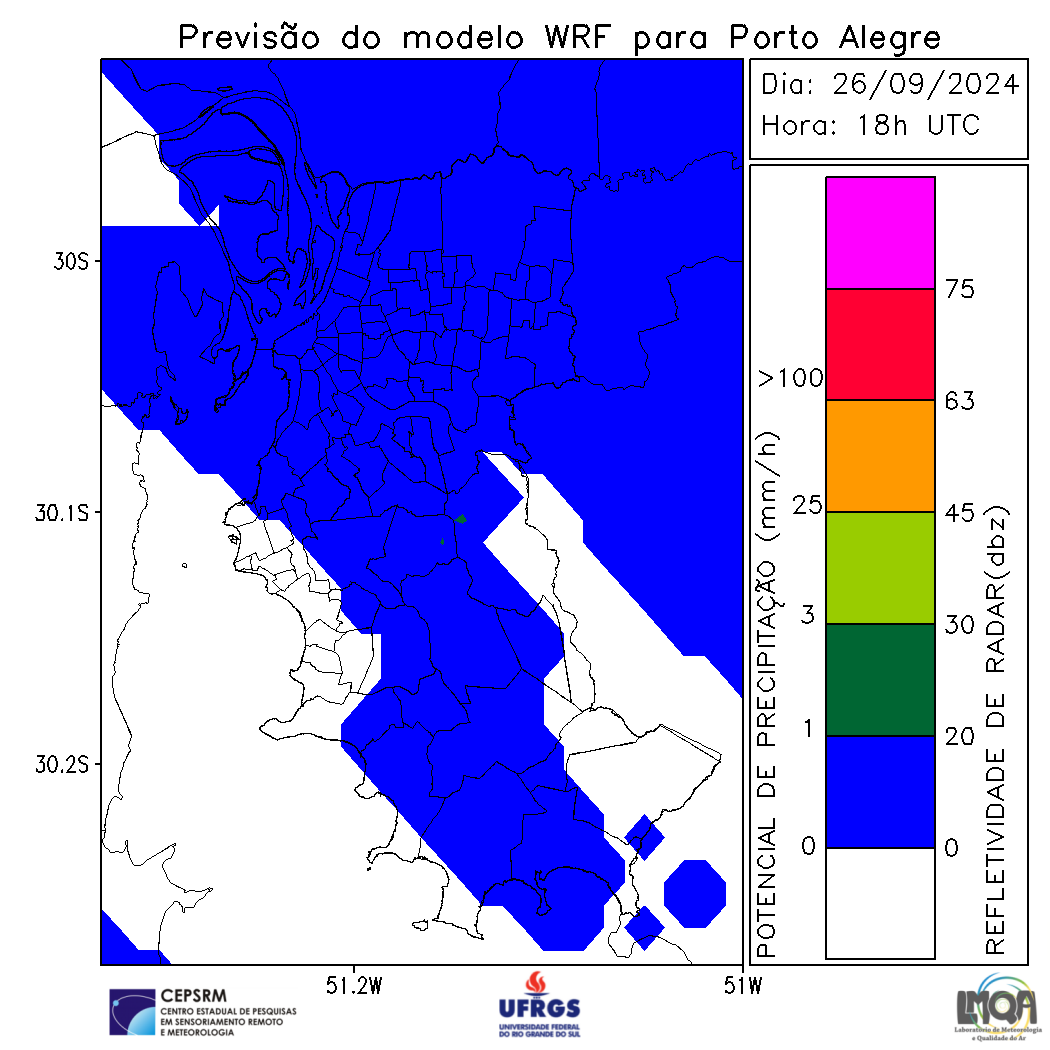 Previsão do modelo WRF para Porto Alegre
Dia: 26/09/2024
Hora: 18h UTC
30S
30.1S
30.2S
51.2W
51W
POTENCIAL DE PRECIPITAÇÃO (mm/h)
>100
25
3
1
0
75
63
45
30
20
0
REFLETIVIDADE DE RADAR(dbz)
CEPSRM
CENTRO ESTADUAL DE PESQUISAS
EM SENSORIAMENTO REMOTO
E METEOROLOGIA
UFRGS
UNIVERSIDADE FEDERAL
DO RIO GRANDE DO SUL
LMQA
Laboratório de Meteorologia
e Qualidade do Ar